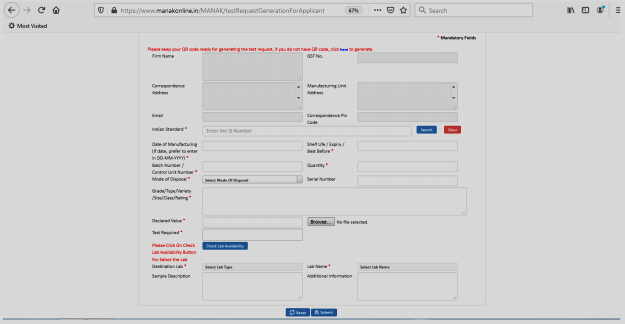 https://www.manakonline.in/MANAK/testRequestGenerationForApplicant
67%
Search
Most Visited
* Mandatory Fields
Please keep your QR code ready for generating the test request, if you do not have QR code, click here to generate.
Firm Name
GST No.
Correspondence Address
Manufacturing Unit Address
Email
Correspondence Pin Code
Indian Standard *
Enter the IS Number
Search
Clear
Date of Manufacturing (if date, prefer to enter in DD-MM-YYYY) *
Shelf Life / Expiry / Best Before *
Batch Number / Control Unit Number *
Quantity *
Mode of Disposal *
Select Mode Of Disposal
Serial Number
Grade/Type/Variety /Size/Class/Rating *
Declared Value *
Browse...
No file selected.
Test Required *
Please Click On Check Lab Availability Button For Select the Lab
Check Lab Availability
Destination Lab *
Select Lab Type
Lab Name *
Select Lab Name
Sample Description
Additional Information
Reset
Submit